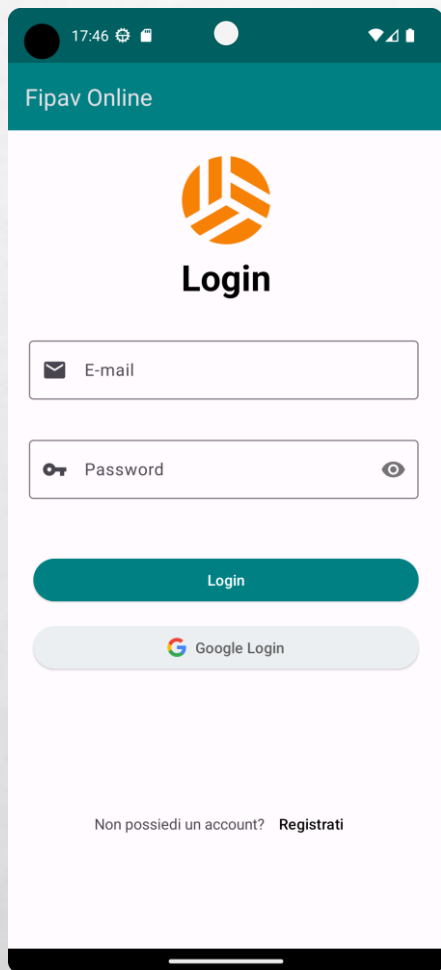 17:46
Fipav Online
Login
E-mail
Password
Login
Google Login
Non possiedi un account? Registrati